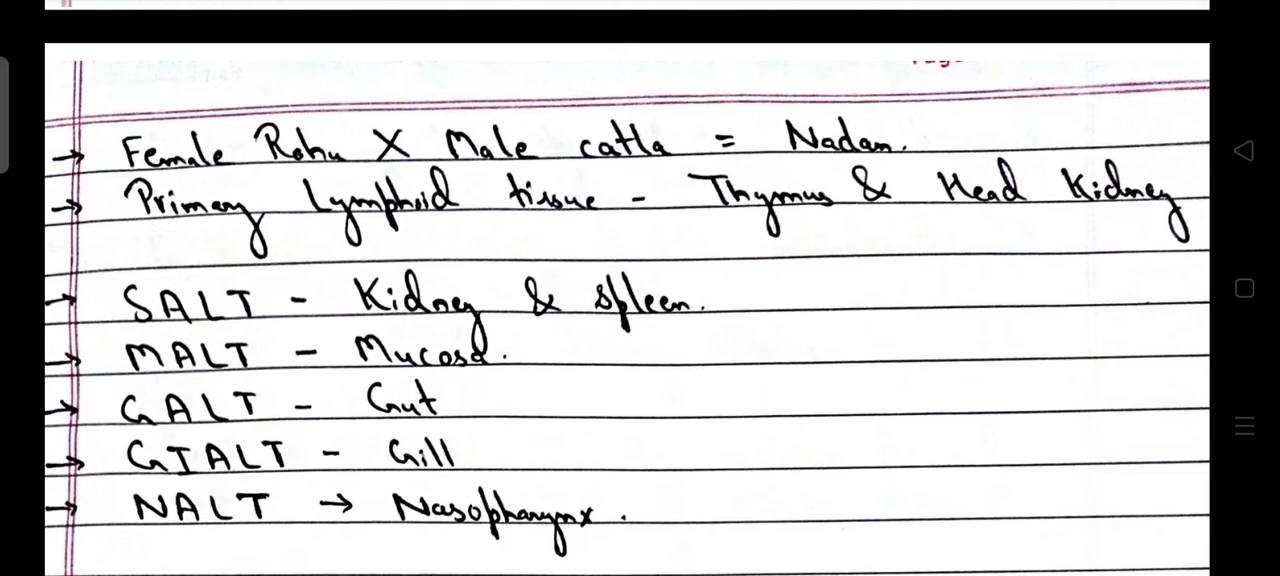 → Female Rohu X Male catla = Nadan.
→ Primary Lymphoid tissue - Thymus & Head Kidney
→ SALT - Kidney & spleen.
→ MALT - Mucosa.
→ GALT - Gut
→ GIALT - Gill
→ NALT → Nasopharynx.